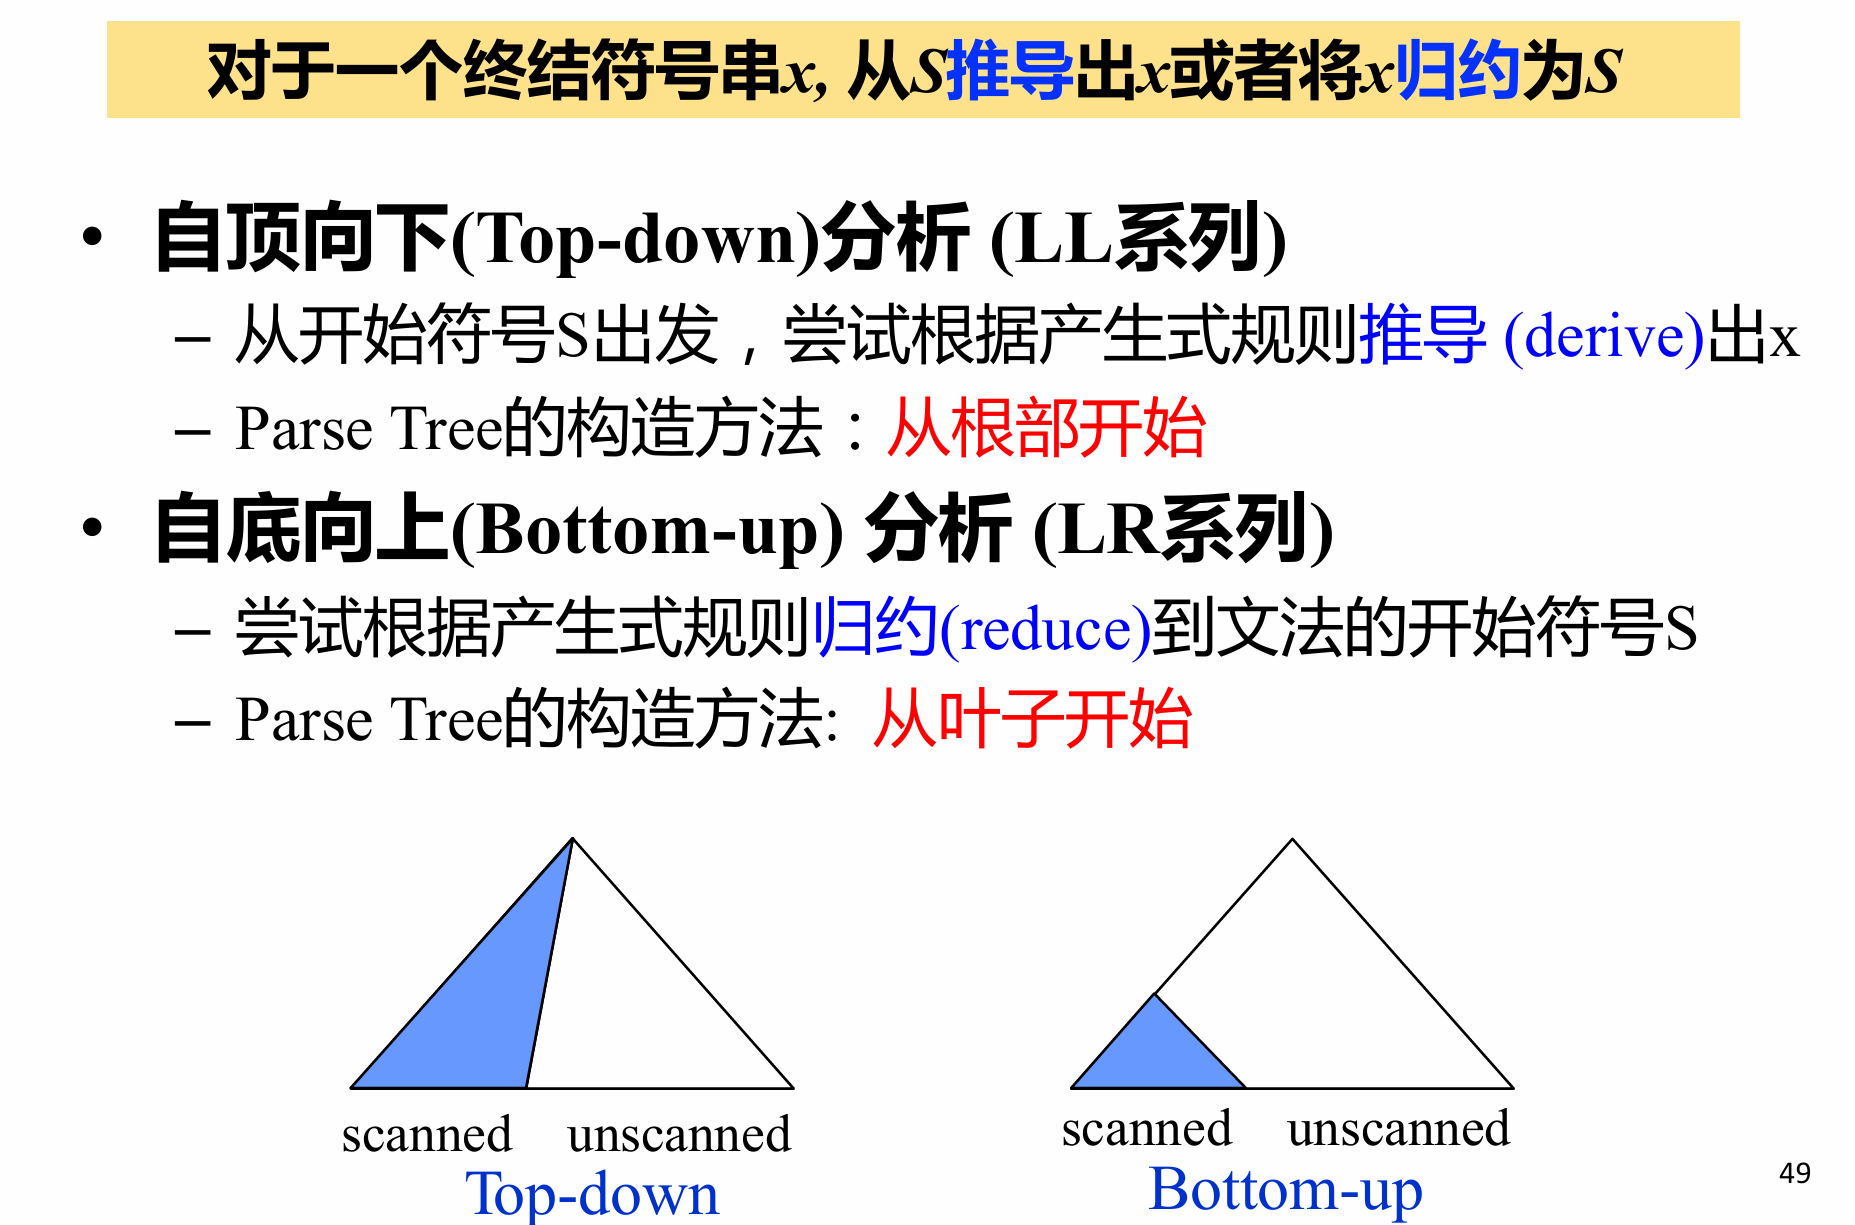 对于一个终结符号串x, 从S推导出x或者将x归约为S
• 自顶向下(Top-down)分析 (LL系列)
– 从开始符号S出发，尝试根据产生式规则推导 (derive)出x
– Parse Tree的构造方法：从根部开始
• 自底向上(Bottom-up) 分析 (LR系列)
– 尝试根据产生式规则归约(reduce)到文法的开始符号S
– Parse Tree的构造方法: 从叶子开始
scanned unscanned
Top-down
scanned unscanned
Bottom-up
49